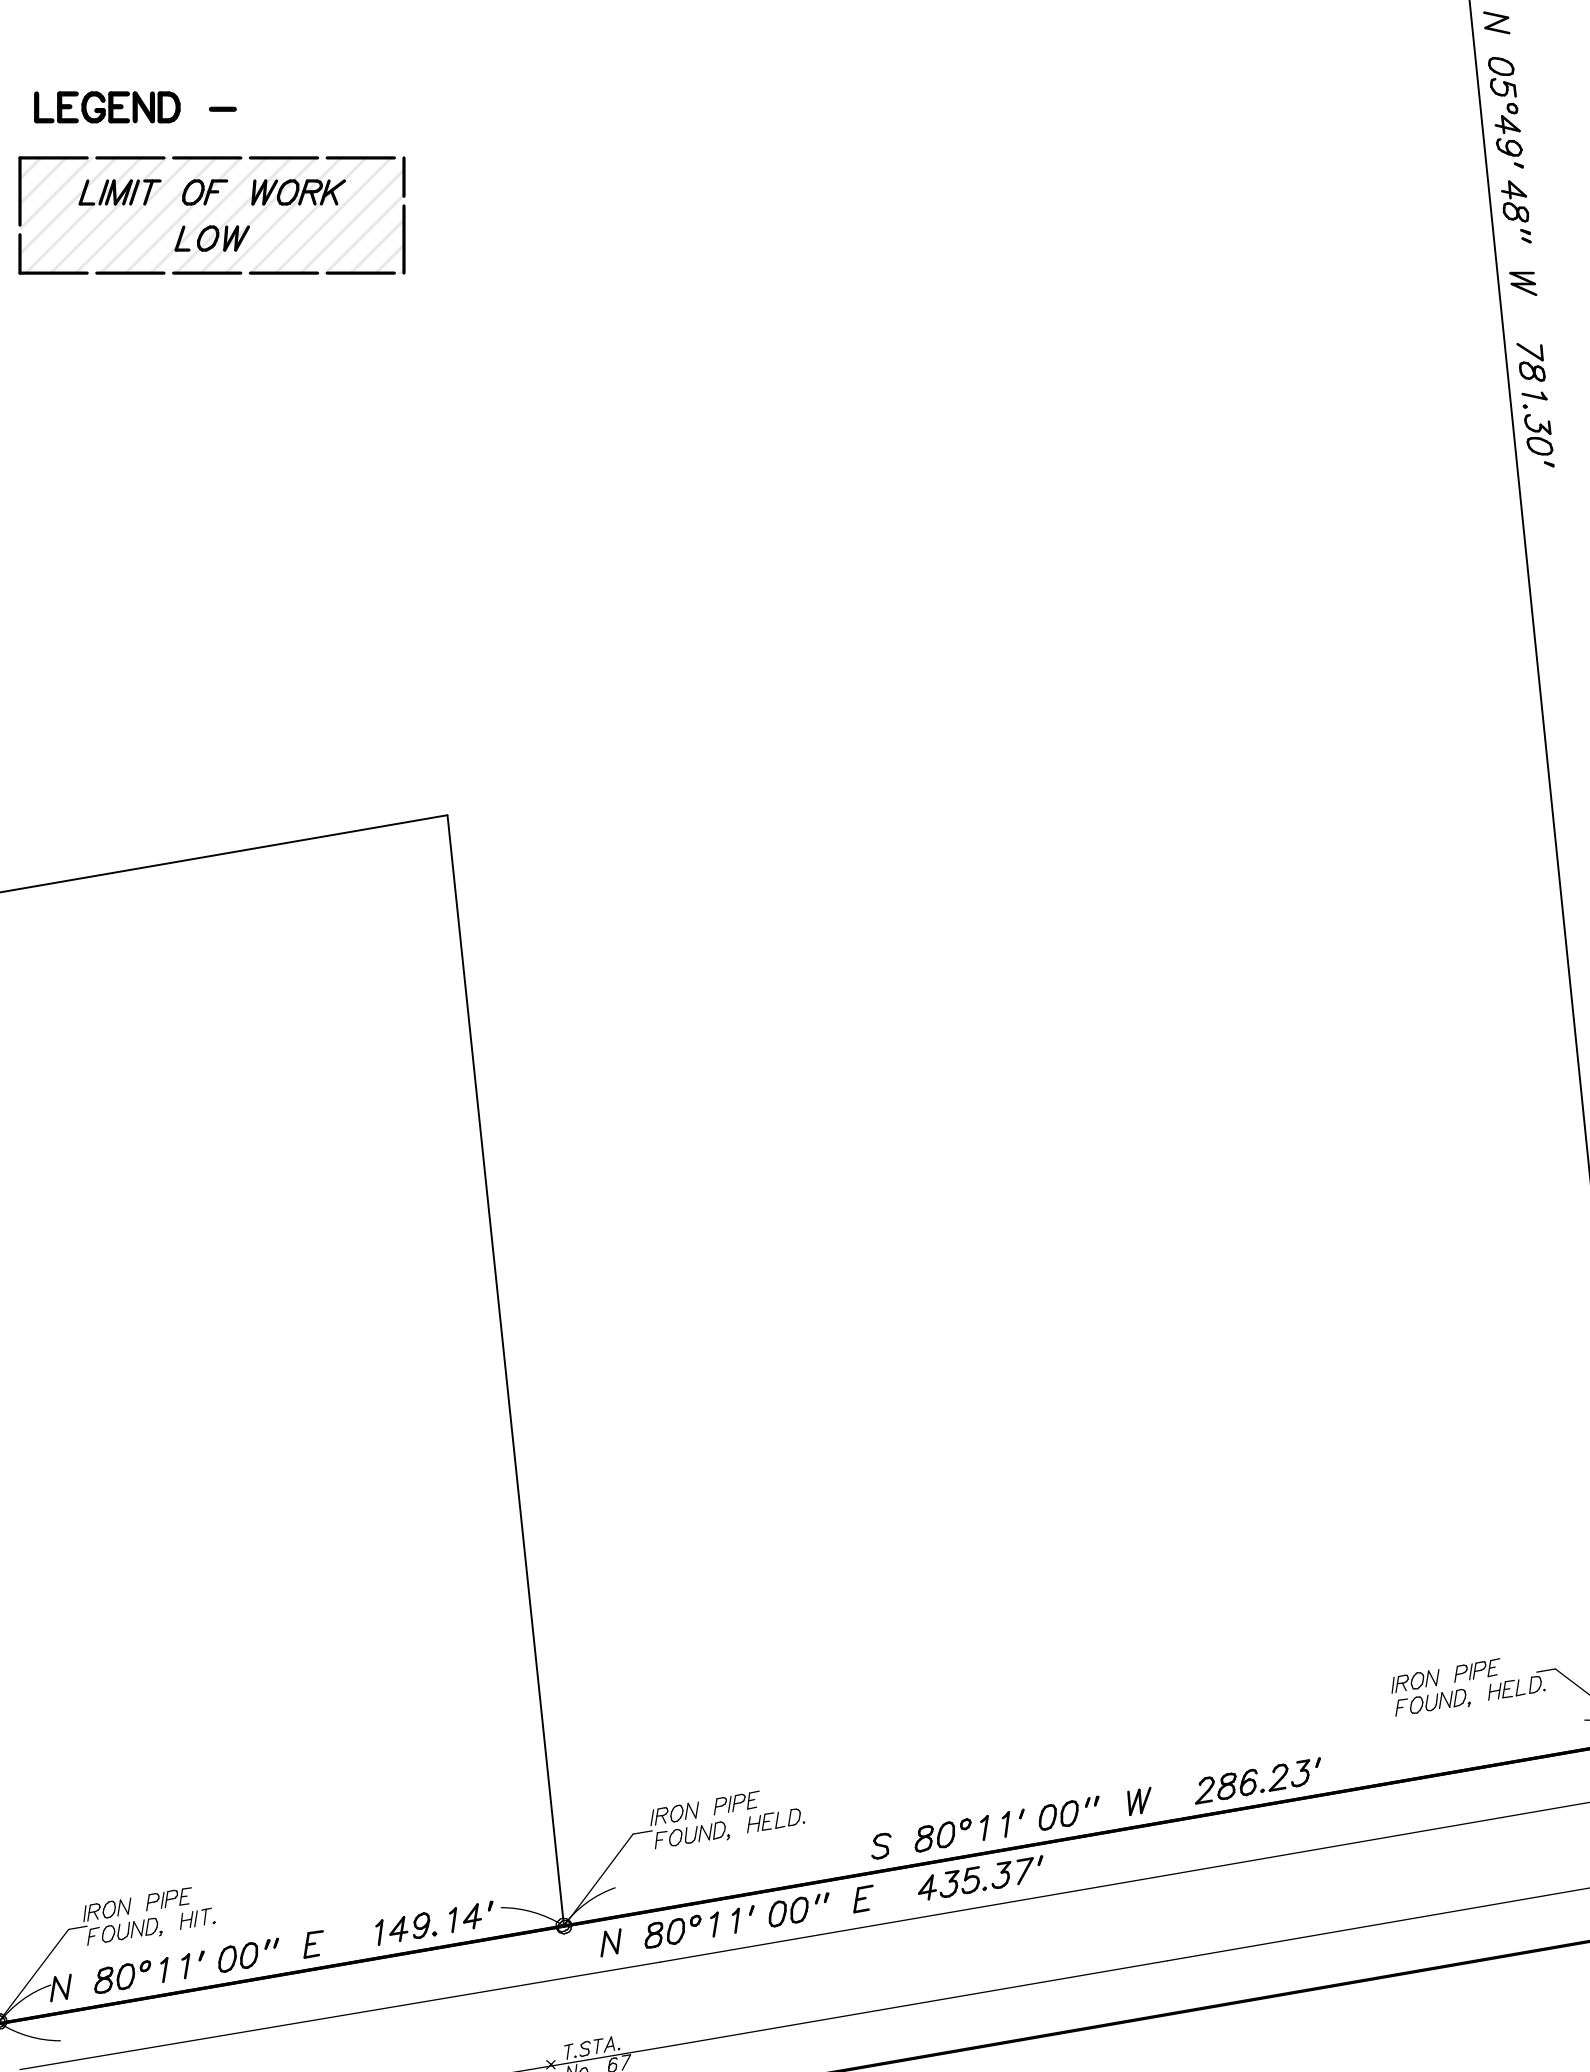 LEGEND –
LIMIT OF WORK
LOW
N 05°49'48" W 781.30'
IRON PIPE
FOUND, HELD.
S 80°11'00" W 286.23'
IRON PIPE
FOUND, HELD.
N 80°11'00" E 435.37'
IRON PIPE
FOUND, HIT.
N 80°11'00" E 149.14'
T.STA.
No. 67